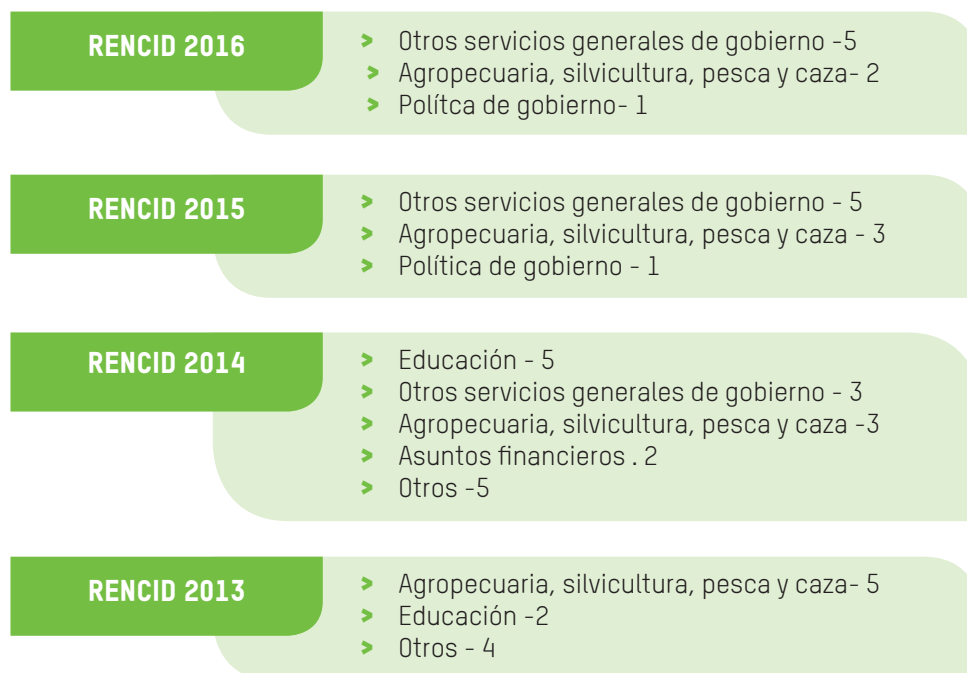 RENCID 2016
> Otros servicios generales de gobierno -5
> Agropecuaria, silvicultura, pesca y caza- 2
> Polítca de gobierno- 1
RENCID 2015
> Otros servicios generales de gobierno - 5
> Agropecuaria, silvicultura, pesca y caza - 3
> Política de gobierno - 1
RENCID 2014
> Educación - 5
> Otros servicios generales de gobierno - 3
> Agropecuaria, silvicultura, pesca y caza -3
> Asuntos financieros . 2
> Otros -5
RENCID 2013
> Agropecuaria, silvicultura, pesca y caza- 5
> Educación -2
> Otros - 4